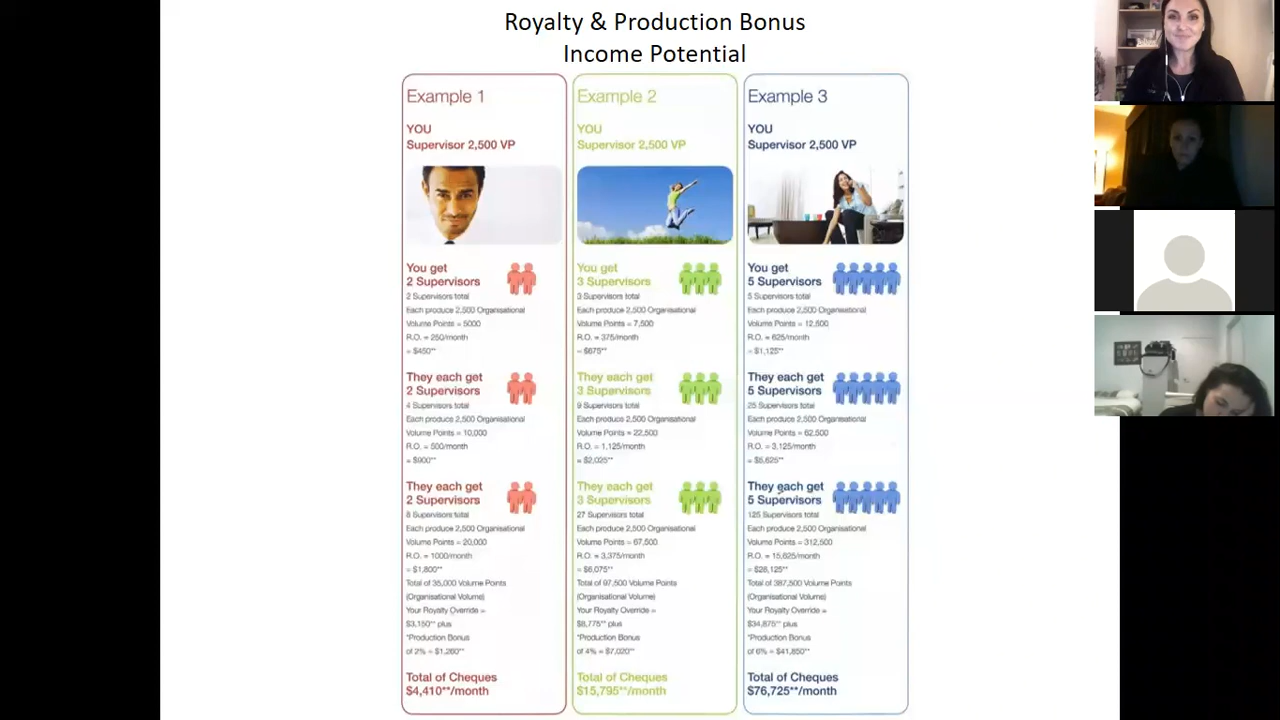 Royalty & Production Bonus
Income Potential
Example 1
YOU
Supervisor 2,500 VP
You get
2 Supervisors
2 Supervisors total
Each produce 2,500 Organisational
Volume Points = 5000
R.O. = 250/month
= $450**
They each get
2 Supervisors
4 Supervisors total
Each produce 2,500 Organisational
Volume Points = 10,000
R.O. = 500/month
= $900**
They each get
2 Supervisors
8 Supervisors total
Each produce 2,500 Organisational
Volume Points = 20,000
R.O. = 1000/month
= $1,800**
Total of 35,000 Volume Points
(Organisational Volume)
Your Royalty Override =
$3,150** plus
*Production Bonus
of 2% = $1,260**
Total of Cheques
$4,410**/month
Example 2
YOU
Supervisor 2,500 VP
You get
3 Supervisors
3 Supervisors total
Each produce 2,500 Organisational
Volume Points = 7,500
R.O. = 375/month
= $675**
They each get
3 Supervisors
9 Supervisors total
Each produce 2,500 Organisational
Volume Points = 22,500
R.O. = 1,125/month
= $2,025**
They each get
3 Supervisors
27 Supervisors total
Each produce 2,500 Organisational
Volume Points = 67,500
R.O. = 3,375/month
= $6,075**
Total of 97,500 Volume Points
(Organisational Volume)
Your Royalty Override =
$8,775** plus
*Production Bonus
of 4% = $7,020**
Total of Cheques
$15,795**/month
Example 3
YOU
Supervisor 2,500 VP
You get
5 Supervisors
5 Supervisors total
Each produce 2,500 Organisational
Volume Points = 12,500
R.O. = 625/month
= $1,125**
They each get
5 Supervisors
25 Supervisors total
Each produce 2,500 Organisational
Volume Points = 62,500
R.O. = 3,125/month
= $5,625**
They each get
5 Supervisors
125 Supervisors total
Each produce 2,500 Organisational
Volume Points = 312,500
R.O. = 15,625/month
= $28,125**
Total of 387,500 Volume Points
(Organisational Volume)
Your Royalty Override =
$34,875** plus
*Production Bonus
of 6% = $41,850**
Total of Cheques
$76,725**/month